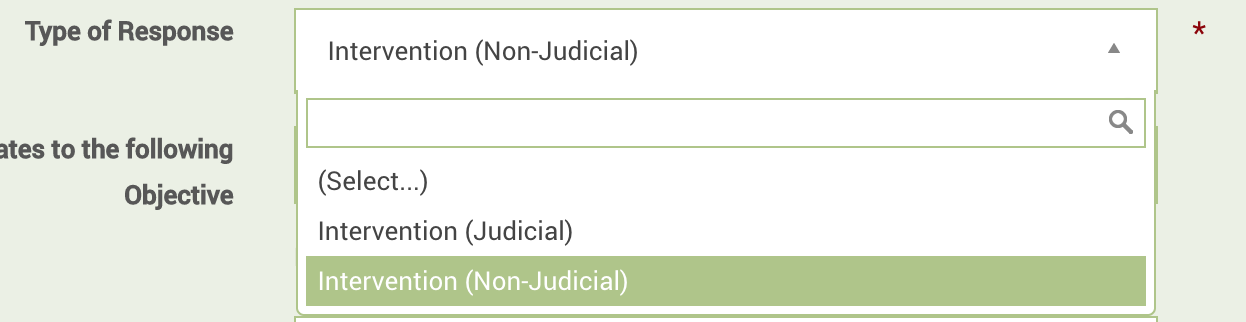 Type of Response
Intervention (Non-Judicial)
*
ates to the following
Objective
(Select...)
Intervention (Judicial)
Intervention (Non-Judicial)